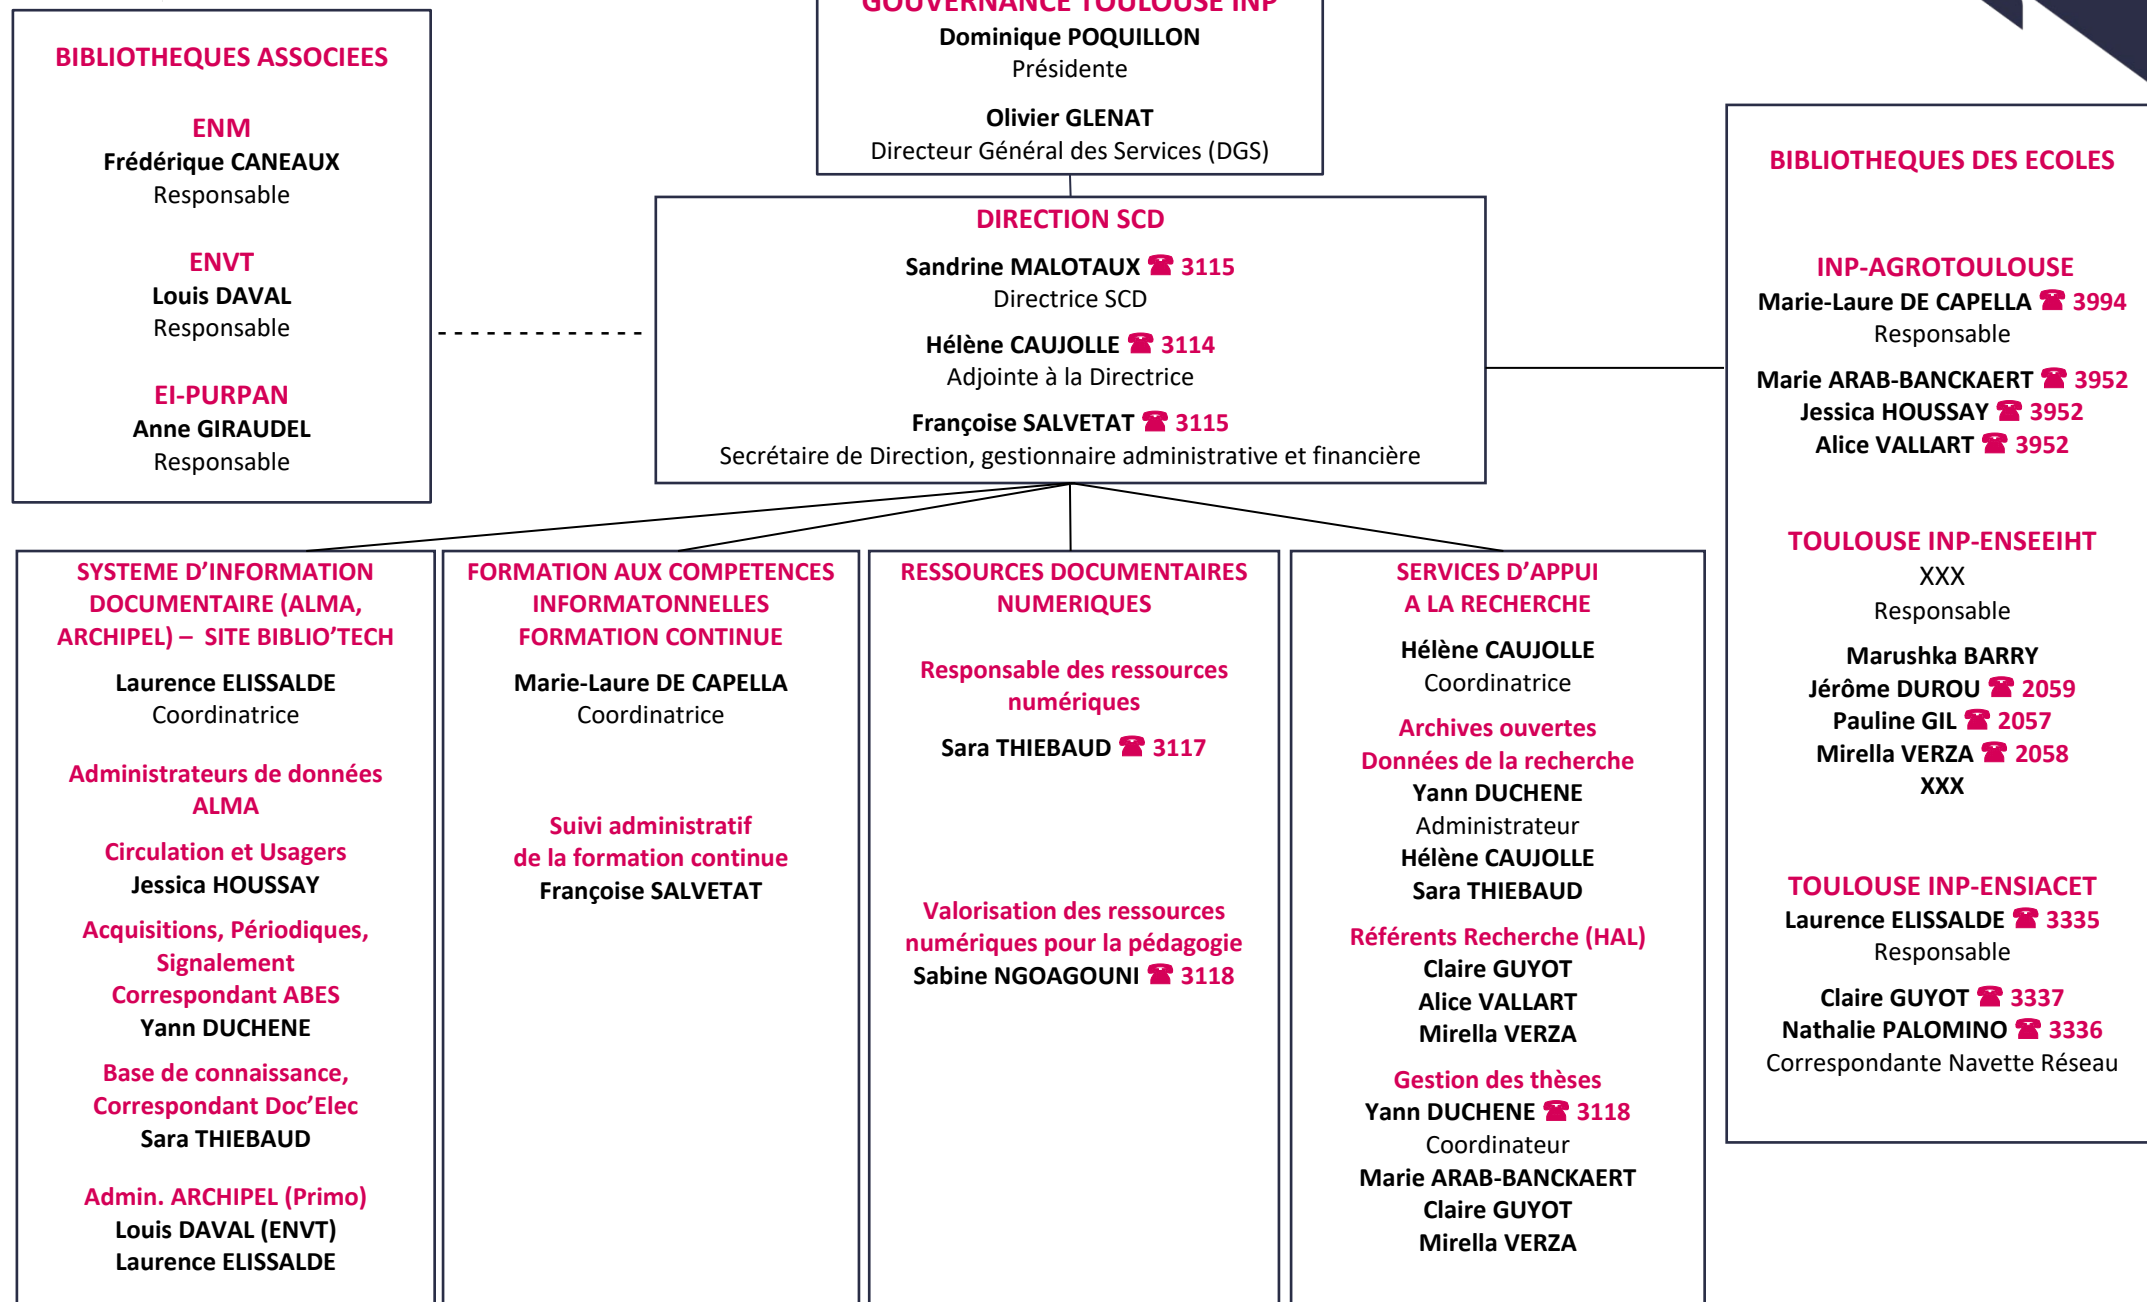 BIBLIOTHEQUES ASSOCIEES
ENM
Frédérique CANEAUX
Responsable
ENVT
Louis DAVAL
Responsable
EI-PURPAN
Anne GIRAUDEL
Responsable
GOUVERNANCE TOULOUSE INP
Dominique POQUILLON
Présidente
Olivier GLENAT
Directeur Général des Services (DGS)
DIRECTION SCD
Sandrine MALOTAUX ☎ 3115
Directrice SCD
Hélène CAUJOLLE ☎ 3114
Adjointe à la Directrice
Françoise SALVETAT ☎ 3115
Secrétaire de Direction, gestionnaire administrative et financière
BIBLIOTHEQUES DES ECOLES
INP-AGROTOULOUSE
Marie-Laure DE CAPELLA ☎ 3994
Responsable
Marie ARAB-BANCKAERT ☎ 3952
Jessica HOUSSAY ☎ 3952
Alice VALLART ☎ 3952
TOULOUSE INP-ENSEEIHT
XXX
Responsable
Marushka BARRY
Jérôme DUROU ☎ 2059
Pauline GIL ☎ 2057
Mirella VERZA ☎ 2058
XXX
TOULOUSE INP-ENSIACET
Laurence ELISSALDE ☎ 3335
Responsable
Claire GUYOT ☎ 3337
Nathalie PALOMINO ☎ 3336
Correspondante Navette Réseau
SYSTEME D’INFORMATION
DOCUMENTAIRE (ALMA,
ARCHIPEL) – SITE BIBLIO’TECH
Laurence ELISSALDE
Coordinatrice
Administrateurs de données
ALMA
Circulation et Usagers
Jessica HOUSSAY
Acquisitions, Périodiques,
Signalement
Correspondant ABES
Yann DUCHENE
Base de connaissance,
Correspondant Doc’Elec
Sara THIEBAUD
Admin. ARCHIPEL (Primo)
Louis DAVAL (ENVT)
Laurence ELISSALDE
FORMATION AUX COMPETENCES
INFORMATONNELLES
FORMATION CONTINUE
Marie-Laure DE CAPELLA
Coordinatrice
Suivi administratif
de la formation continue
Françoise SALVETAT
RESSOURCES DOCUMENTAIRES
NUMERIQUES
Responsable des ressources
numériques
Sara THIEBAUD ☎ 3117
Valorisation des ressources
numériques pour la pédagogie
Sabine NGOAGOUNI ☎ 3118
SERVICES D’APPUI
A LA RECHERCHE
Hélène CAUJOLLE
Coordinatrice
Archives ouvertes
Données de la recherche
Yann DUCHENE
Administrateur
Hélène CAUJOLLE
Sara THIEBAUD
Référents Recherche (HAL)
Claire GUYOT
Alice VALLART
Mirella VERZA
Gestion des thèses
Yann DUCHENE ☎ 3118
Coordinateur
Marie ARAB-BANCKAERT
Claire GUYOT
Mirella VERZA